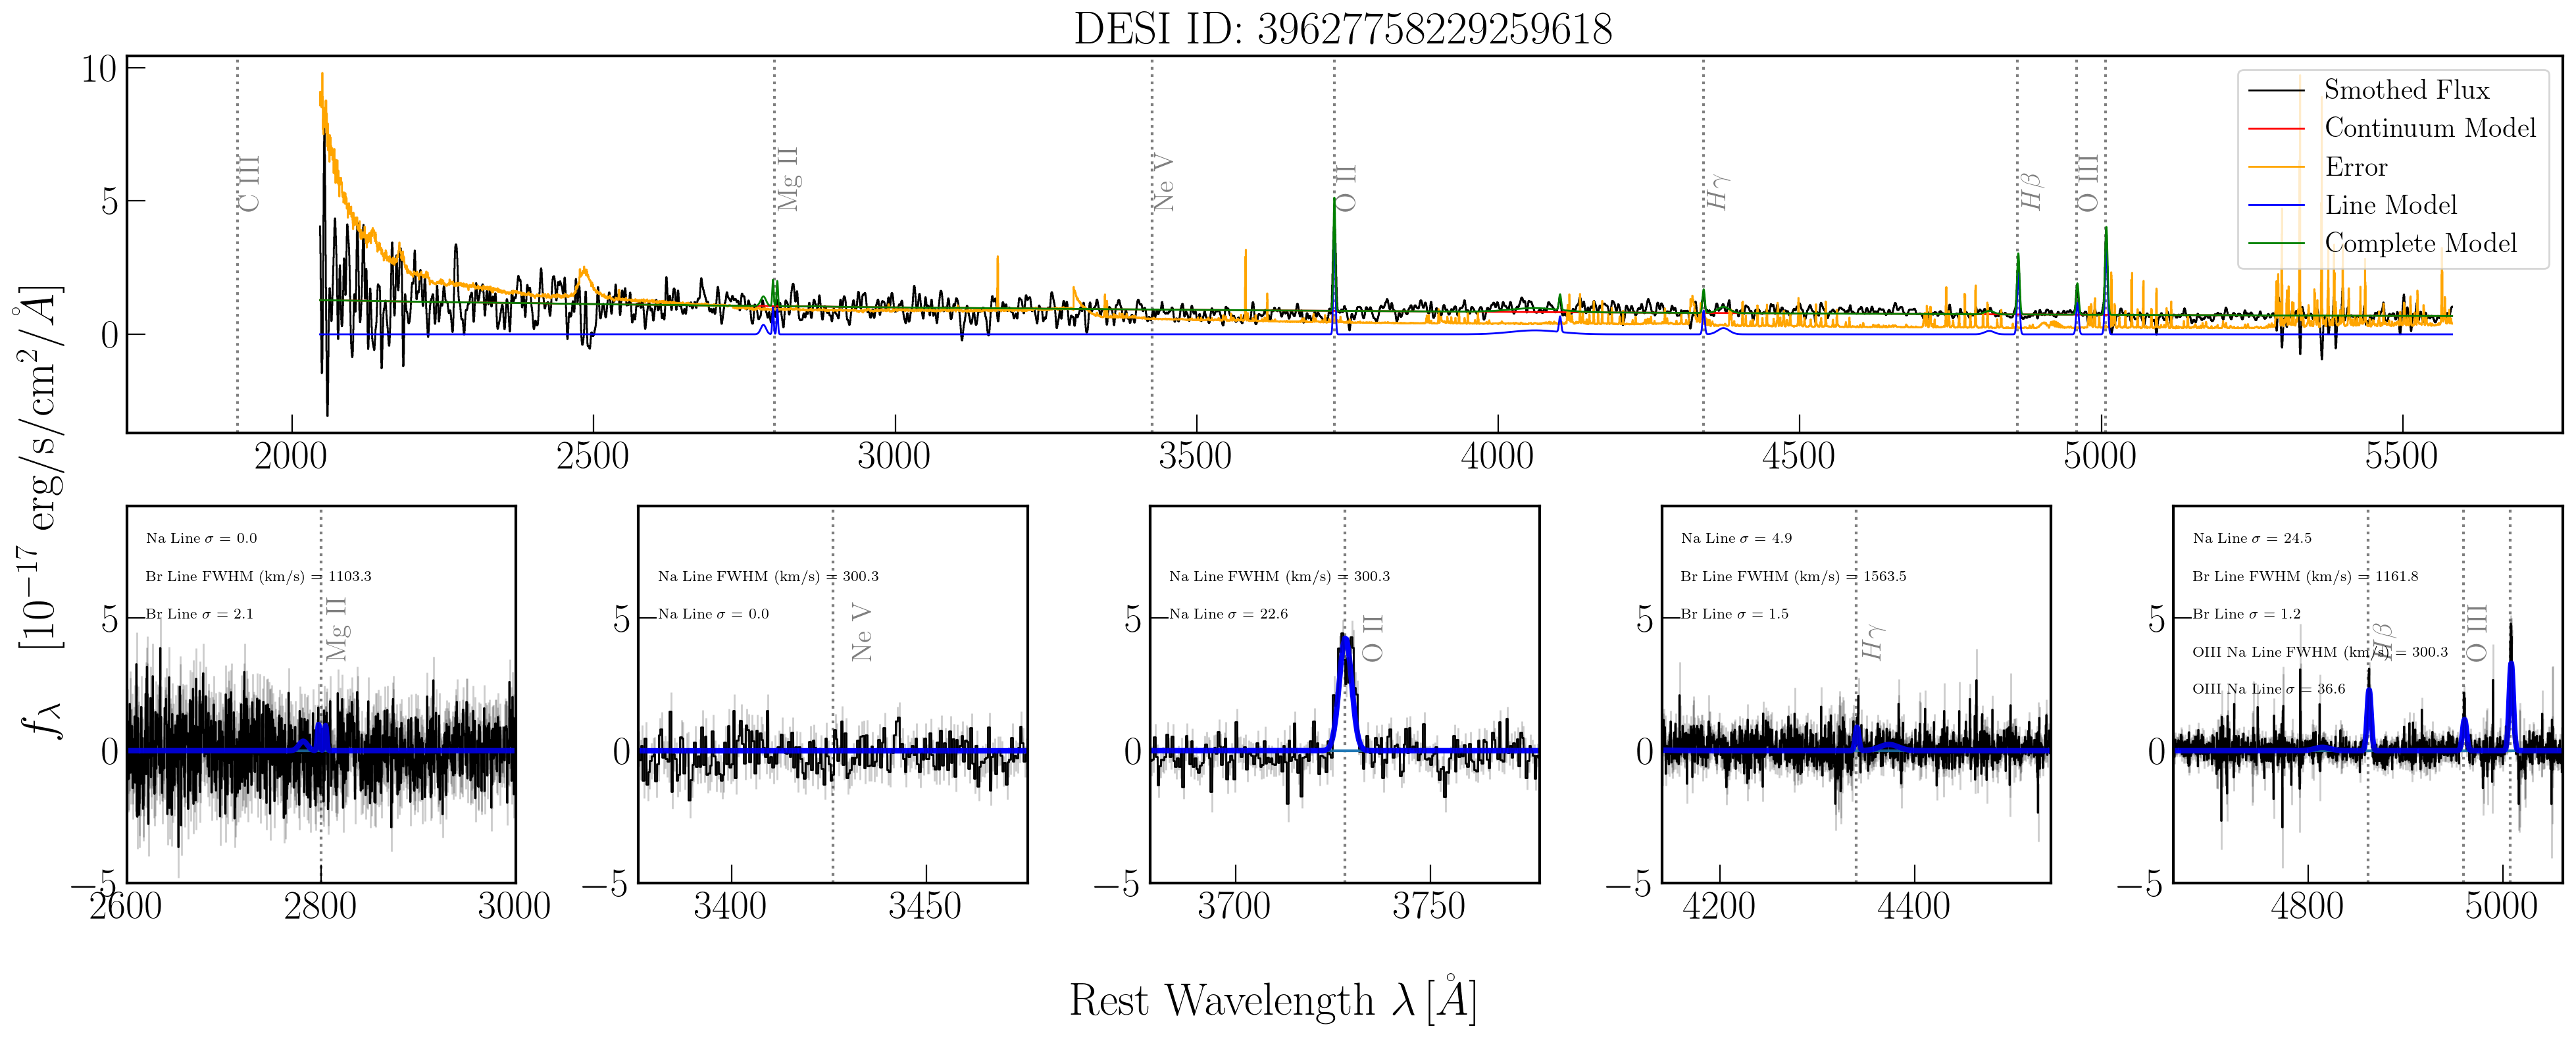 DESI ID: 39627758229259618
10
5
0
C III
Mg II
Ne V
O II
Hγ
Hβ
O III
Smothed Flux
Continuum Model
Error
Line Model
Complete Model
2000 2500 3000 3500 4000 4500 5000 5500
f_λ [10⁻¹⁷ erg/s/cm²/Å]
Na Line σ = 0.0
Br Line FWHM (km/s) = 1103.3
Br Line σ = 2.1
Mg II
5
0
−5
2600 2800 3000
Na Line FWHM (km/s) = 300.3
Na Line σ = 0.0
Ne V
5
0
−5
3400 3450
Na Line FWHM (km/s) = 300.3
Na Line σ = 22.6
O II
5
0
−5
3700 3750
Na Line σ = 4.9
Br Line FWHM (km/s) = 1563.5
Br Line σ = 1.5
Hγ
5
0
−5
4200 4400
Na Line σ = 24.5
Br Line FWHM (km/s) = 1161.8
Br Line σ = 1.2
OIII Na Line FWHM (km/s) = 300.3
OIII Na Line σ = 36.6
Hβ
O III
5
0
−5
4800 5000
Rest Wavelength λ [Å]